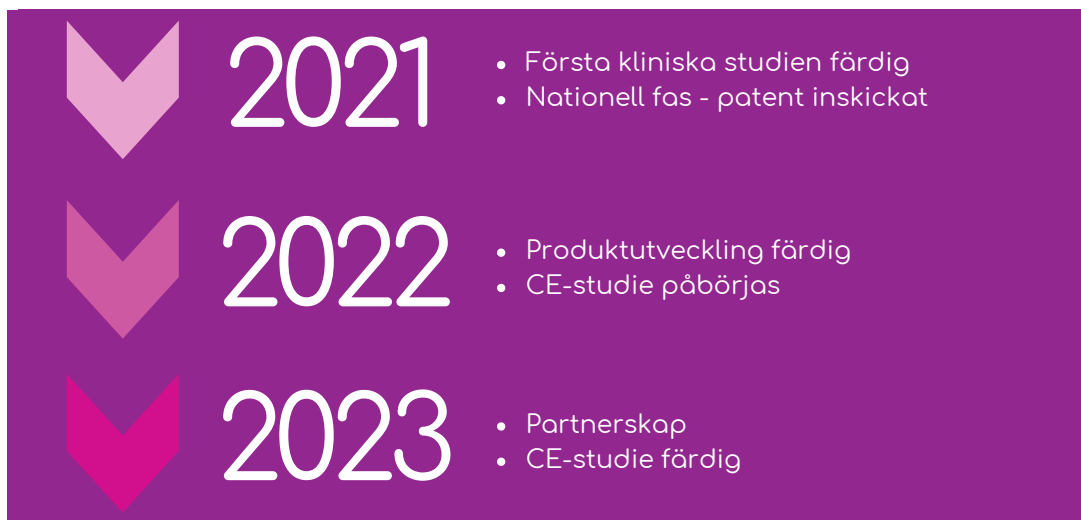 2021
• Första kliniska studien färdig
• Nationell fas - patent inskickat
2022
• Produktutveckling färdig
• CE-studie påbörjas
2023
• Partnerskap
• CE-studie färdig